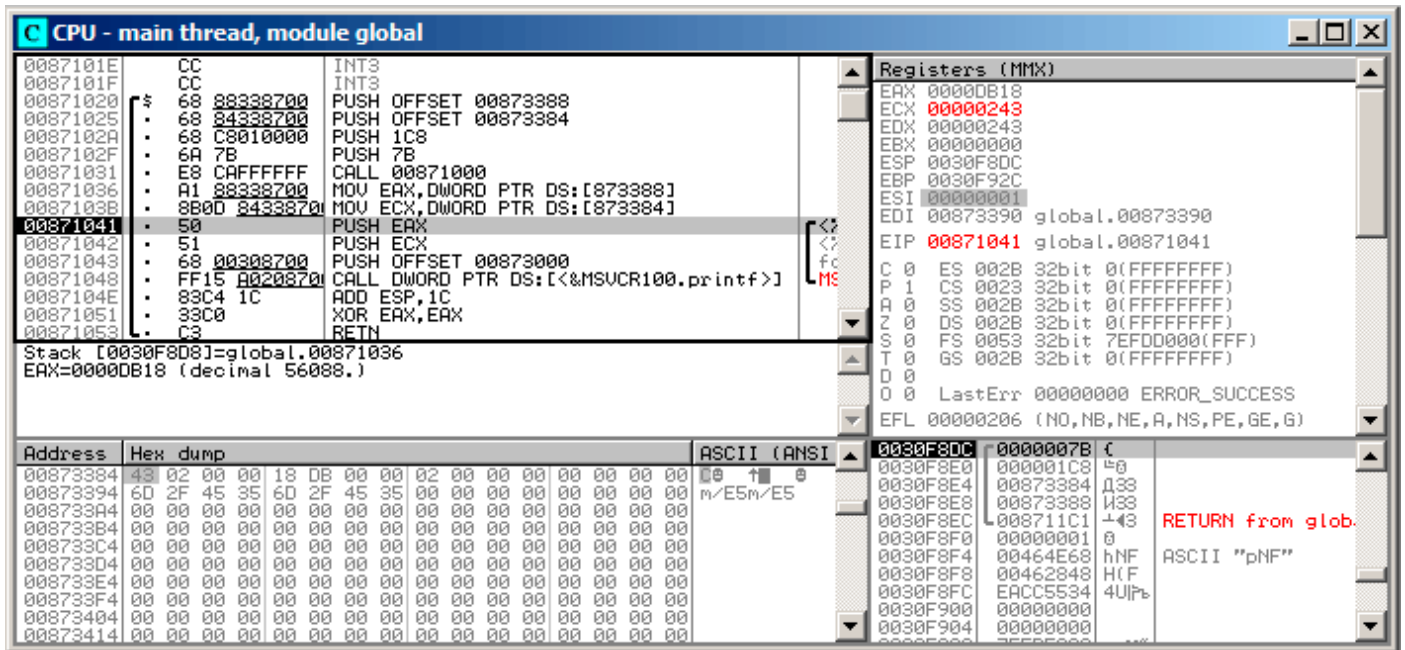 C CPU - main thread, module global
0087101E CC INT3
0087101F CC INT3
00871020 $ 68 88338700 PUSH OFFSET 00873388
00871025 . 68 84338700 PUSH OFFSET 00873384
0087102A . 68 C8010000 PUSH 1C8
0087102F . 6A 7B PUSH 7B
00871031 . E8 CAFFFFFF CALL 00871000
00871036 . A1 88338700 MOV EAX,DWORD PTR DS:[873388]
0087103B . 8B0D 8433870 MOV ECX,DWORD PTR DS:[873384]
00871041 . 50 PUSH EAX
00871042 . 51 PUSH ECX
00871043 . 68 00308700 PUSH OFFSET 00873000
00871048 . FF15 A020870 CALL DWORD PTR DS:[<&MSVCR100.printf>] MS
0087104E . 83C4 1C ADD ESP,1C
00871051 . 33C0 XOR EAX,EAX
00871053 . C3 RETN
Stack [0030F8D8]=global.00871036
EAX=0000DB18 (decimal 56088.)
Registers (MMX)
EAX 0000DB18
ECX 00000243
EDX 00000243
EBX 00000000
ESP 0030F8DC
EBP 0030F92C
ESI 00000001
EDI 00873390 global.00873390
EIP 00871041 global.00871041
C 0 ES 002B 32bit 0(FFFFFFFF)
P 1 CS 0023 32bit 0(FFFFFFFF)
A 0 SS 002B 32bit 0(FFFFFFFF)
Z 0 DS 002B 32bit 0(FFFFFFFF)
S 0 FS 0053 32bit 7EFDD000(FFF)
T 0 GS 002B 32bit 0(FFFFFFFF)
D 0
O 0 LastErr 00000000 ERROR_SUCCESS
EFL 00000206 (NO,NB,NE,A,NS,PE,GE,G)
Address Hex dump ASCII (ANSI
00873384 43 02 00 00 18 DB 00 00 02 00 00 00 00 00 00 00
00873394 6D 2F 45 35 6D 2F 45 35 00 00 00 00 00 00 00 00 m/E5m/E5
008733A4 00 00 00 00 00 00 00 00 00 00 00 00 00 00 00 00
008733B4 00 00 00 00 00 00 00 00 00 00 00 00 00 00 00 00
008733C4 00 00 00 00 00 00 00 00 00 00 00 00 00 00 00 00
008733D4 00 00 00 00 00 00 00 00 00 00 00 00 00 00 00 00
008733E4 00 00 00 00 00 00 00 00 00 00 00 00 00 00 00 00
008733F4 00 00 00 00 00 00 00 00 00 00 00 00 00 00 00 00
00873404 00 00 00 00 00 00 00 00 00 00 00 00 00 00 00 00
00873414 00 00 00 00 00 00 00 00 00 00 00 00 00 00 00 00
0030F8DC 0000007B {
0030F8E0 000001C8
0030F8E4 00873384 Д33
0030F8E8 00873388 И33
0030F8EC 008711C1 RETURN from glob.
0030F8F0 00000001
0030F8F4 00464E68 hNF ASCII "pNF"
0030F8F8 00462848 H(F
0030F8FC EACC5534
0030F900 00000000
0030F904 00000000